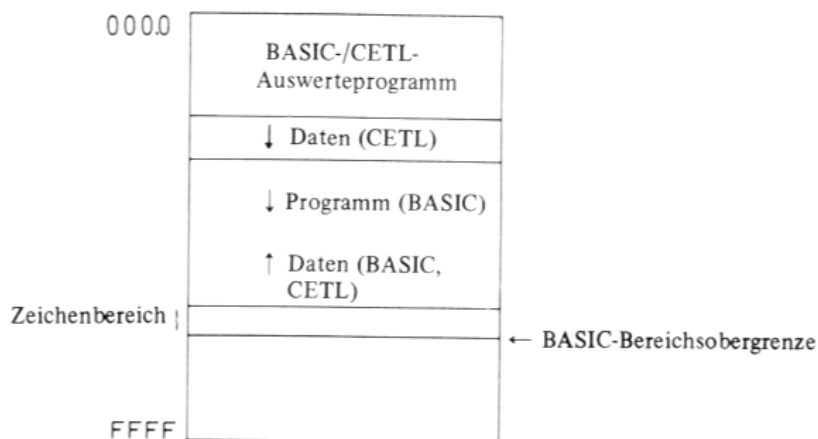 000.0
BASIC-/CETL-
Auswerteprogramm
↓ Daten (CETL)
↓ Programm (BASIC)
↑ Daten (BASIC,
CETL)
Zeichenbereich
← BASIC-Bereichsobergrenze
FFFF